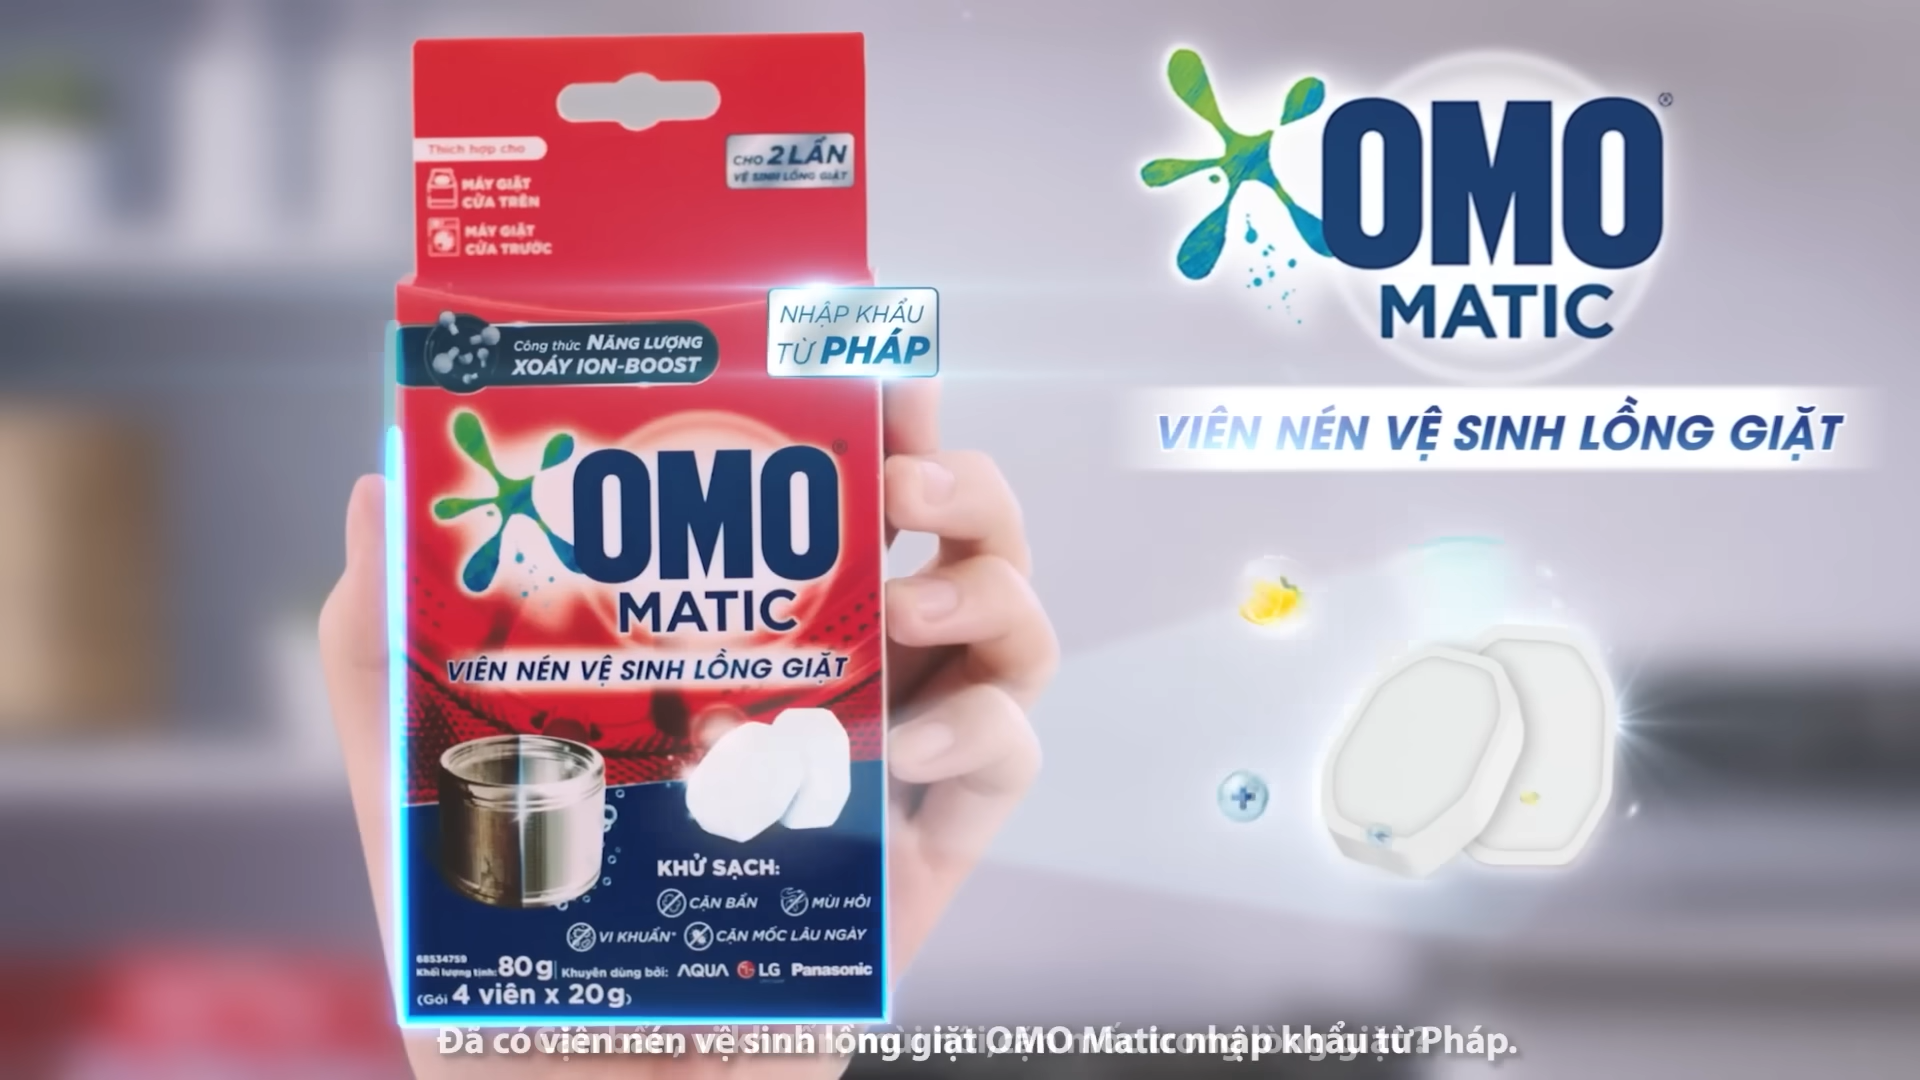 Thích hợp cho
MÁY GIẶT
CỬA TRÊN
MÁY GIẶT
CỬA TRƯỚC
CHO 2 LẦN
VỆ SINH LỒNG GIẶT
NHẬP KHẨU
TỪ PHÁP
Công thức NĂNG LƯỢNG
XOÁY ION-BOOST
OMO
MATIC
VIÊN NÉN VỆ SINH LỒNG GIẶT
KHỬ SẠCH:
CẶN BẨN MÙI HÔI
VI KHUẨN* CẶN MỐC LÂU NGÀY
68534759
Khối lượng tịnh: 80g Khuyên dùng bởi: AQUA LG Panasonic
(Gói 4 viên x 20g)
OMO
MATIC
VIÊN NÉN VỆ SINH LỒNG GIẶT
Đã có viên nén vệ sinh lồng giặt OMO Matic nhập khẩu từ Pháp.